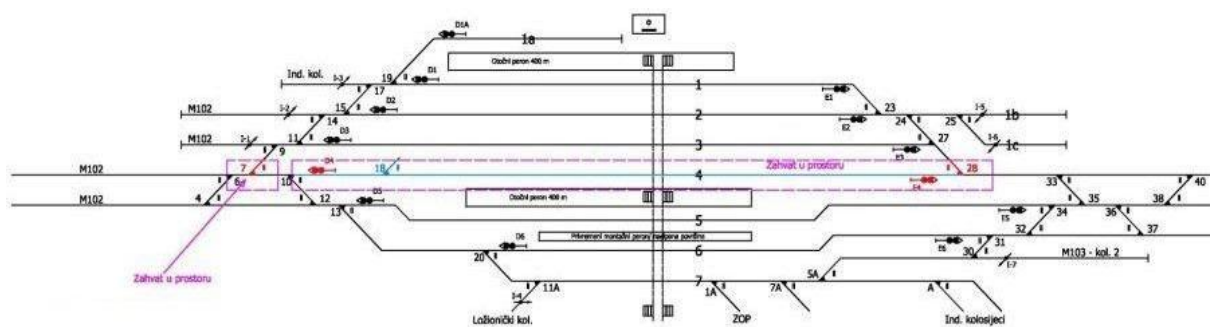 D1A
1a
Otočni peron 400 m
Ind. kol.
I-3
19
D1
17
1
E1
M102
I-2
15
D2
14
2
E2
23
24
25
I-5
1b
M102
I-1
11
D3
9
3
E3
27
I-6
1c
Zahvat u prostoru
M102
7
6
10
D4
18
4
E4
28
33
40
M102
4
12
D5
13
Otočni peron 400 m
5
E5
34
35
36
38
Privremeni montažni peroni
D6
6
E6
32
31
37
Zahvat u prostoru
20
30
I-7
M103 - kol. 2
I-4
11A
7
1A
7A
5A
A
Ložionički kol.
ZOP
Ind. kolosijeci